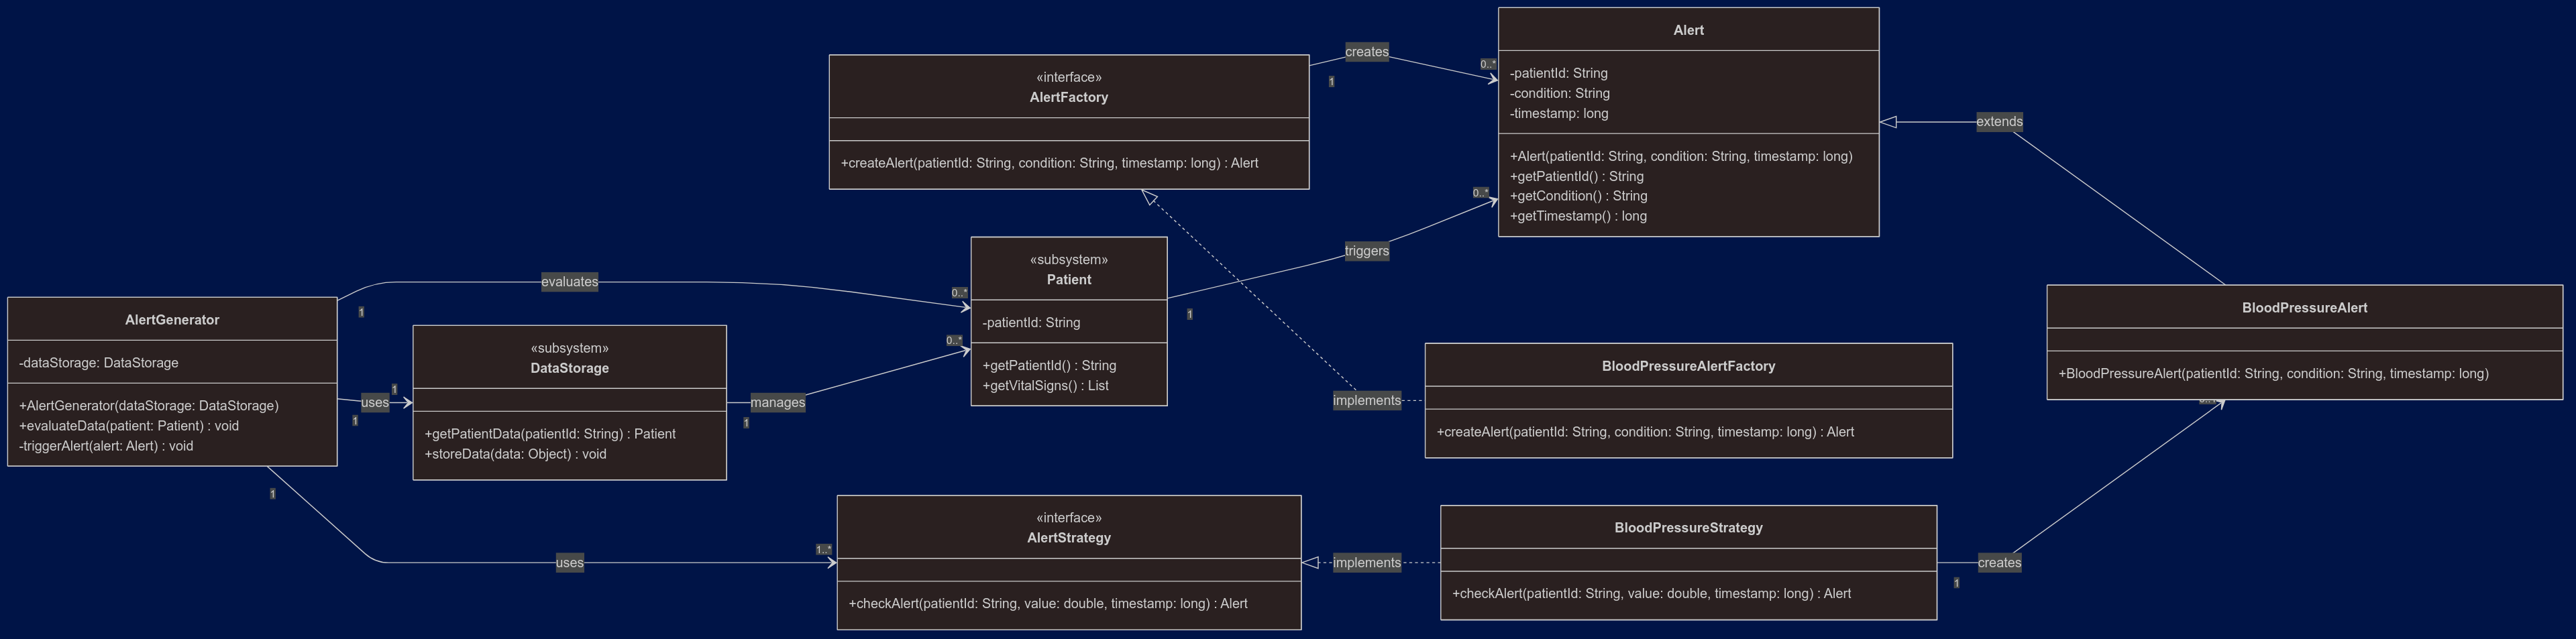 «interface»
AlertFactory
+createAlert(patientId: String, condition: String, timestamp: long) : Alert
creates
1
0..*
Alert
-patientId: String
-condition: String
-timestamp: long
+Alert(patientId: String, condition: String, timestamp: long)
+getPatientId() : String
+getCondition() : String
+getTimestamp() : long
extends
evaluates
1
0..*
«subsystem»
Patient
-patientId: String
+getPatientId() : String
+getVitalSigns() : List
triggers
1
0..*
AlertGenerator
-dataStorage: DataStorage
+AlertGenerator(dataStorage: DataStorage)
+evaluateData(patient: Patient) : void
-triggerAlert(alert: Alert) : void
uses
1
1
«subsystem»
DataStorage
+getPatientData(patientId: String) : Patient
+storeData(data: Object) : void
manages
1
0..*
implements
BloodPressureAlertFactory
+createAlert(patientId: String, condition: String, timestamp: long) : Alert
BloodPressureAlert
+BloodPressureAlert(patientId: String, condition: String, timestamp: long)
1
uses
1..*
«interface»
AlertStrategy
+checkAlert(patientId: String, value: double, timestamp: long) : Alert
implements
BloodPressureStrategy
+checkAlert(patientId: String, value: double, timestamp: long) : Alert
creates
1